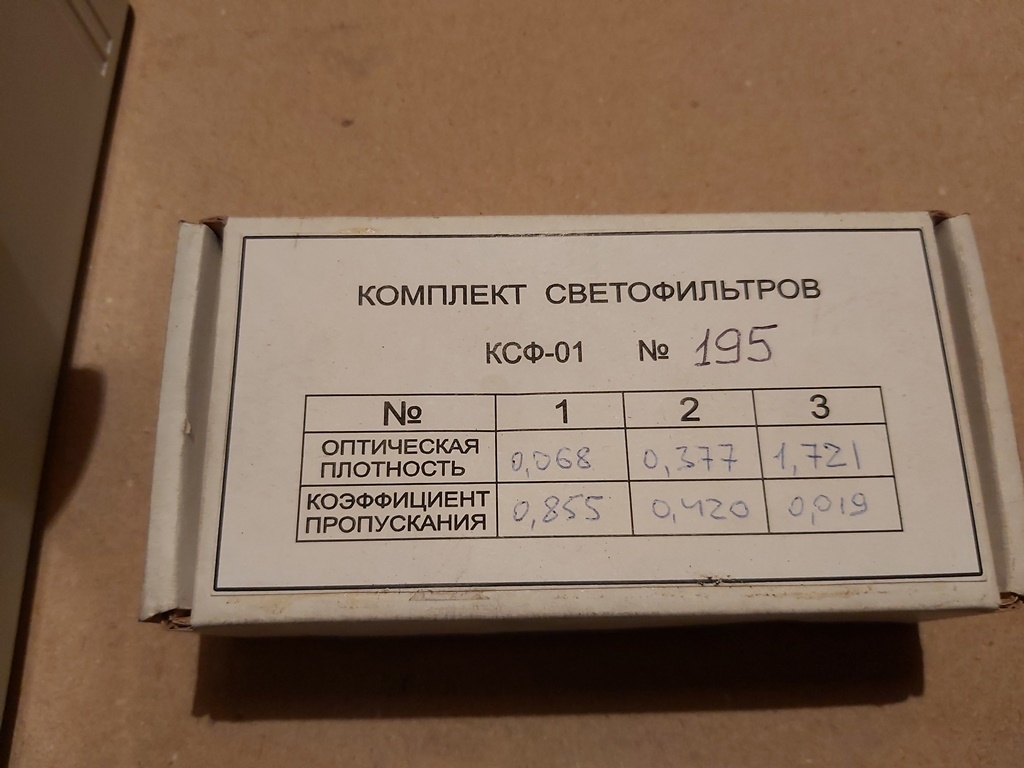 КОМПЛЕКТ СВЕТОФИЛЬТРОВ
КСФ-01 № 195
№ 1 2 3
ОПТИЧЕСКАЯ ПЛОТНОСТЬ 0,068 0,377 1,721
КОЭФФИЦИЕНТ ПРОПУСКАНИЯ 0,855 0,420 0,019